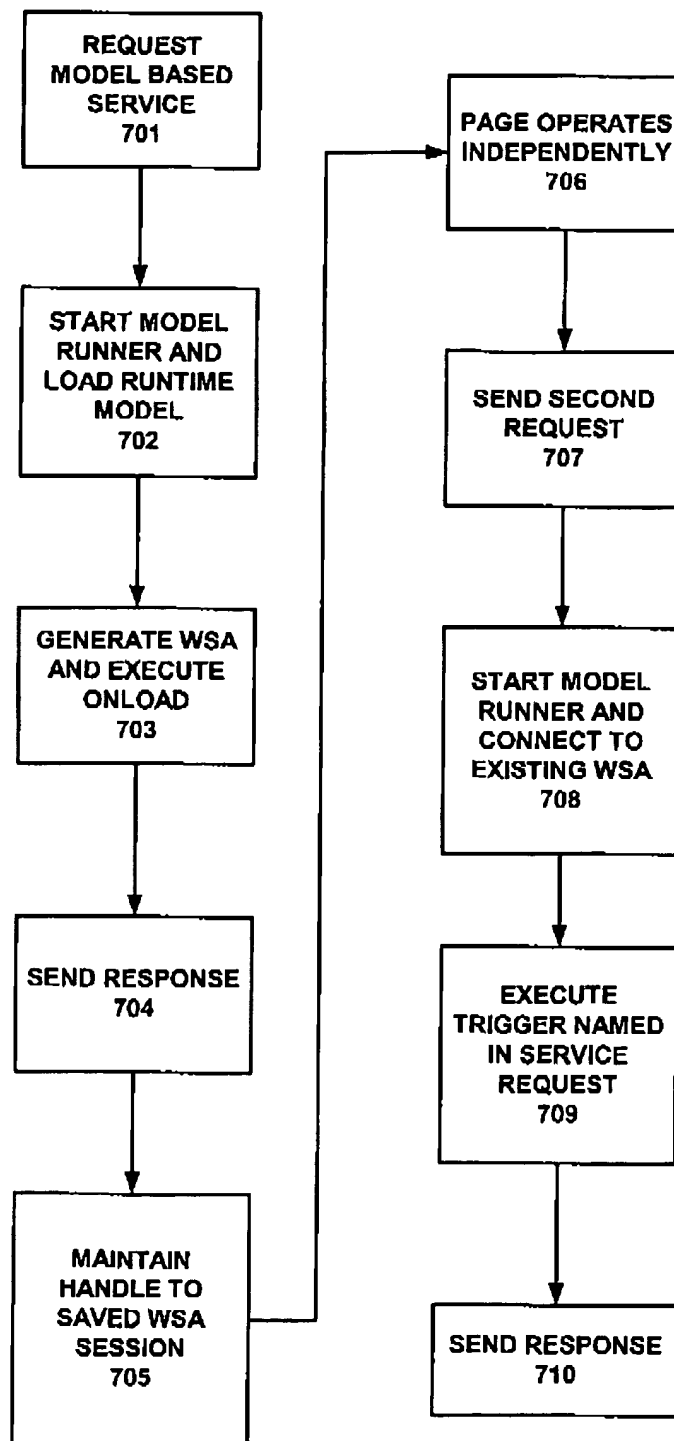 REQUEST
MODEL BASED
SERVICE
701
START MODEL
RUNNER AND
LOAD RUNTIME
MODEL
702
GENERATE WSA
AND EXECUTE
ONLOAD
703
SEND RESPONSE
704
MAINTAIN
HANDLE TO
SAVED WSA
SESSION
705
PAGE OPERATES
INDEPENDENTLY
706
SEND SECOND
REQUEST
707
START MODEL
RUNNER AND
CONNECT TO
EXISTING WSA
708
EXECUTE
TRIGGER NAMED
IN SERVICE
REQUEST
709
SEND RESPONSE
710